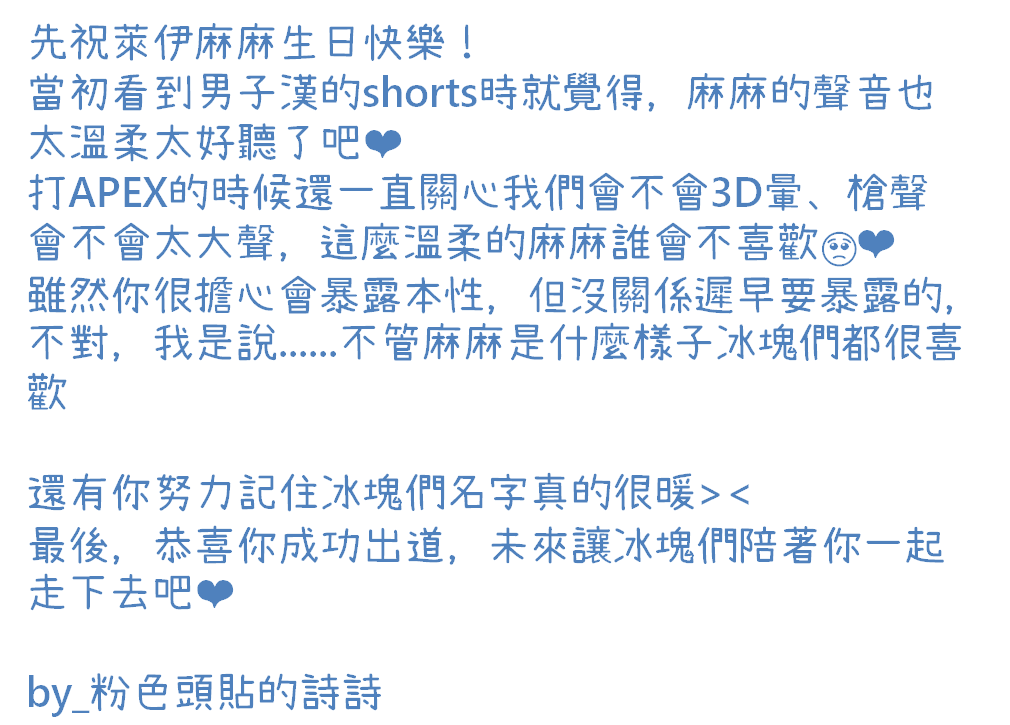 先祝萊伊麻麻生日快樂！
當初看到男子漢的shorts時就覺得，麻麻的聲音也
太溫柔太好聽了吧❤
打APEX的時候還一直關心我們會不會3D暈、槍聲
會不會太大聲，這麼溫柔的麻麻誰會不喜歡🥺❤
雖然你很擔心會暴露本性，但沒關係遲早要暴露的，
不對，我是說......不管麻麻是什麼樣子冰塊們都很喜
歡
還有你努力記住冰塊們名字真的很暖> <
最後，恭喜你成功出道，未來讓冰塊們陪著你一起
走下去吧❤
by_粉色頭貼的詩詩